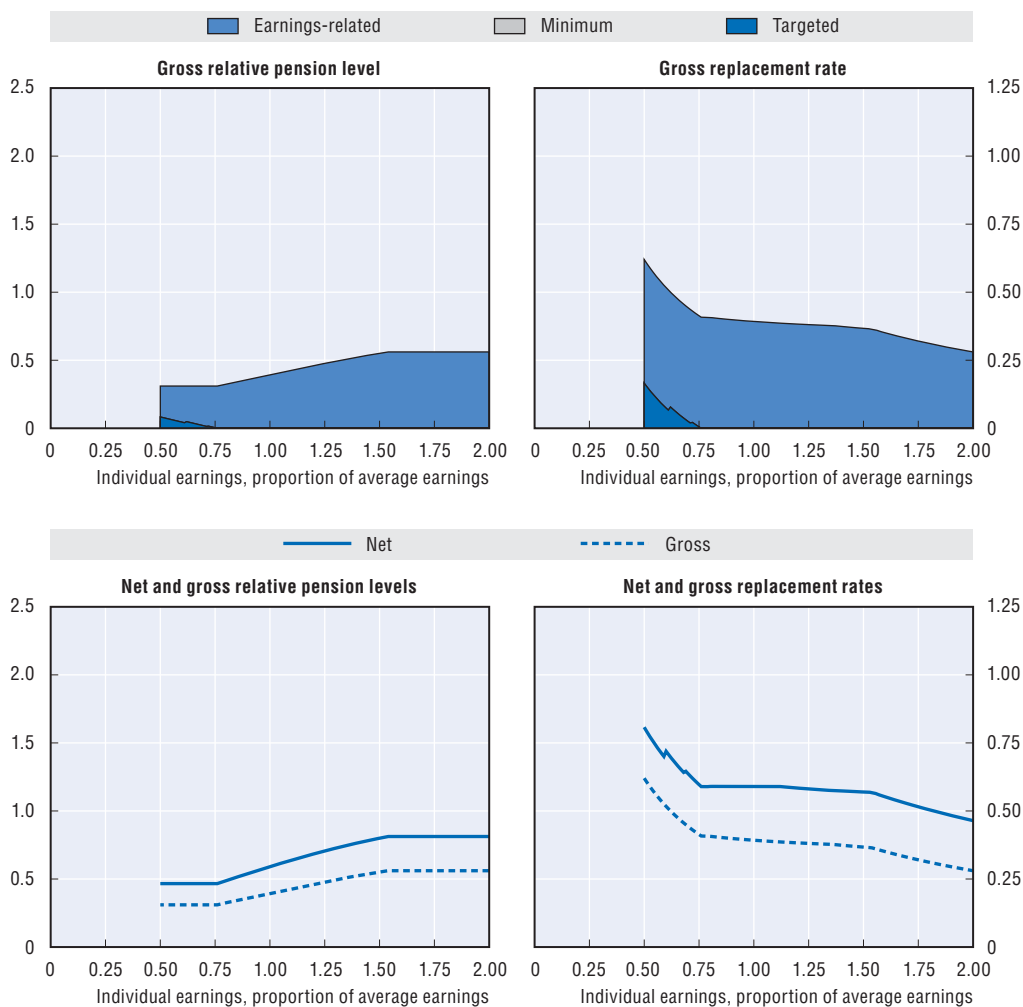 Earnings-related Minimum Targeted
Gross relative pension level
2.5
2.0
1.5
1.0
0.5
0
0 0.25 0.50 0.75 1.00 1.25 1.50 1.75 2.00
Individual earnings, proportion of average earnings
Gross replacement rate
1.25
1.00
0.75
0.50
0.25
0
0 0.25 0.50 0.75 1.00 1.25 1.50 1.75 2.00
Individual earnings, proportion of average earnings
Net Gross
Net and gross relative pension levels
2.5
2.0
1.5
1.0
0.5
0
0 0.25 0.50 0.75 1.00 1.25 1.50 1.75 2.00
Individual earnings, proportion of average earnings
Net and gross replacement rates
1.25
1.00
0.75
0.50
0.25
0
0 0.25 0.50 0.75 1.00 1.25 1.50 1.75 2.00
Individual earnings, proportion of average earnings